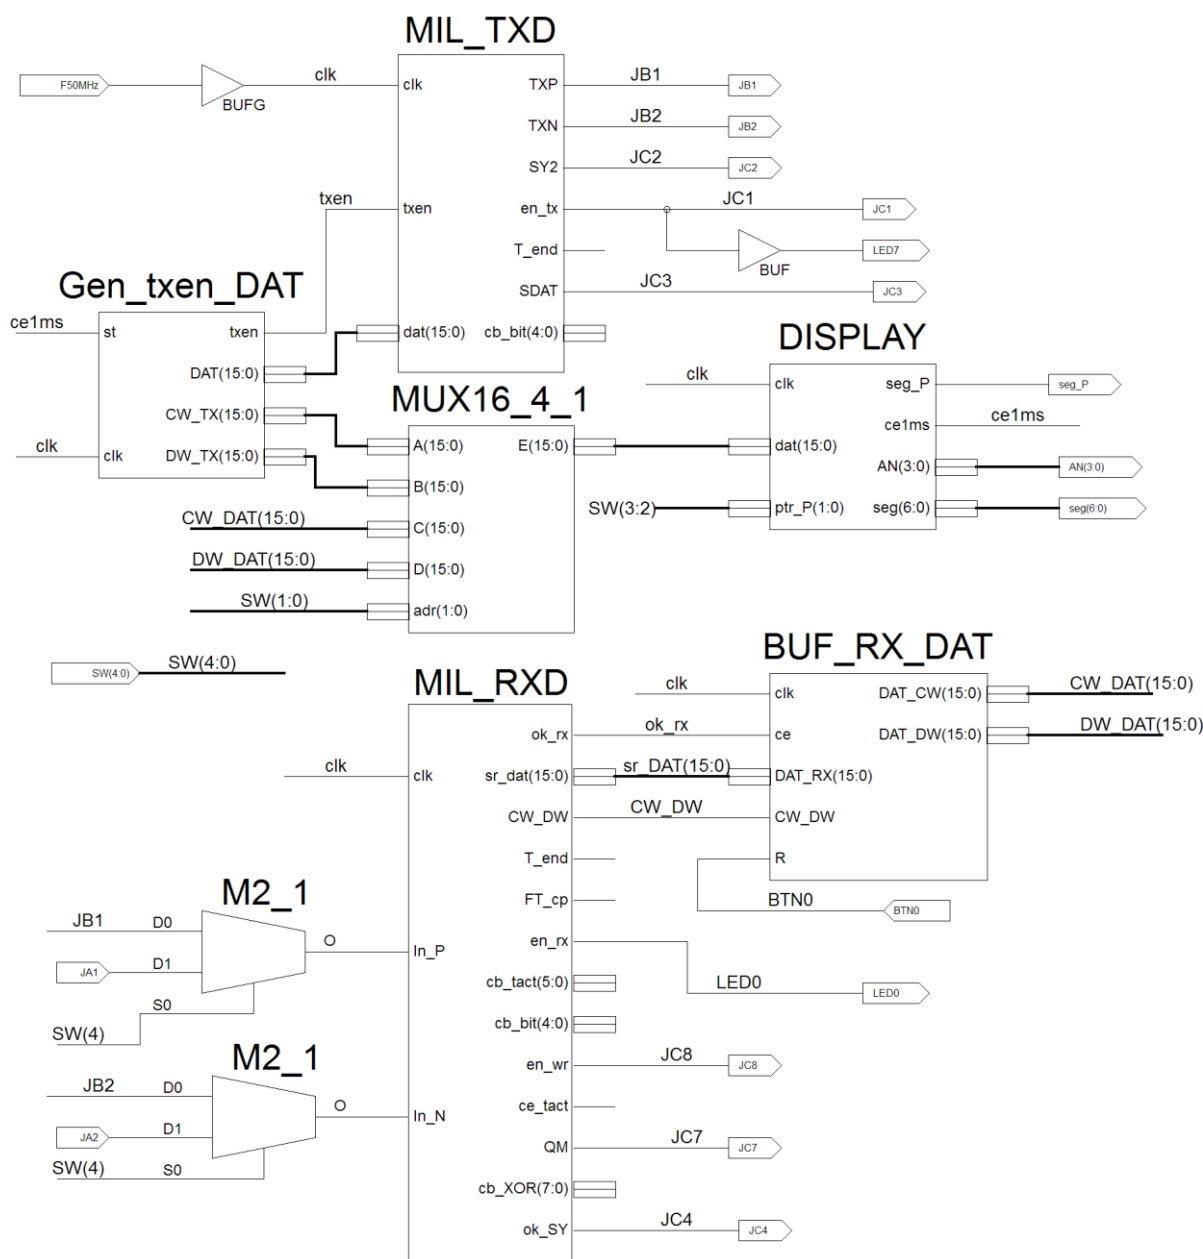 MIL_TXD
F50MHz
BUFG
clk
clk
TXP
JB1
JB1
TXN
JB2
JB2
SY2
JC2
JC2
txen
txen
en_tx
JC1
JC1
T_end
BUF
LED7
SDAT
JC3
JC3
dat(15:0)
cb_bit(4:0)
Gen_txen_DAT
ce1ms
st
txen
DAT(15:0)
CW_TX(15:0)
clk
clk
DW_TX(15:0)
MUX16_4_1
A(15:0)
E(15:0)
B(15:0)
CW_DAT(15:0)
C(15:0)
DW_DAT(15:0)
D(15:0)
SW(1:0)
adr(1:0)
DISPLAY
clk
clk
seg_P
seg_P
ce1ms
ce1ms
dat(15:0)
AN(3:0)
AN(3:0)
SW(3:2)
ptr_P(1:0)
seg(6:0)
seg(6:0)
SW(4:0)
SW(4:0)
MIL_RXD
clk
clk
ok_rx
ok_rx
sr_dat(15:0)
sr_DAT(15:0)
CW_DW
CW_DW
T_end
FT_cp
In_P
en_rx
LED0
LED0
cb_tact(5:0)
cb_bit(4:0)
en_wr
JC8
JC8
In_N
ce_tact
QM
JC7
JC7
cb_XOR(7:0)
ok_SY
JC4
JC4
BUF_RX_DAT
clk
clk
DAT_CW(15:0)
CW_DAT(15:0)
ce
DAT_DW(15:0)
DW_DAT(15:0)
DAT_RX(15:0)
CW_DW
R
BTN0
BTN0
M2_1
JB1
D0
O
JA1
D1
S0
SW(4)
M2_1
JB2
D0
O
JA2
D1
SW(4)
S0